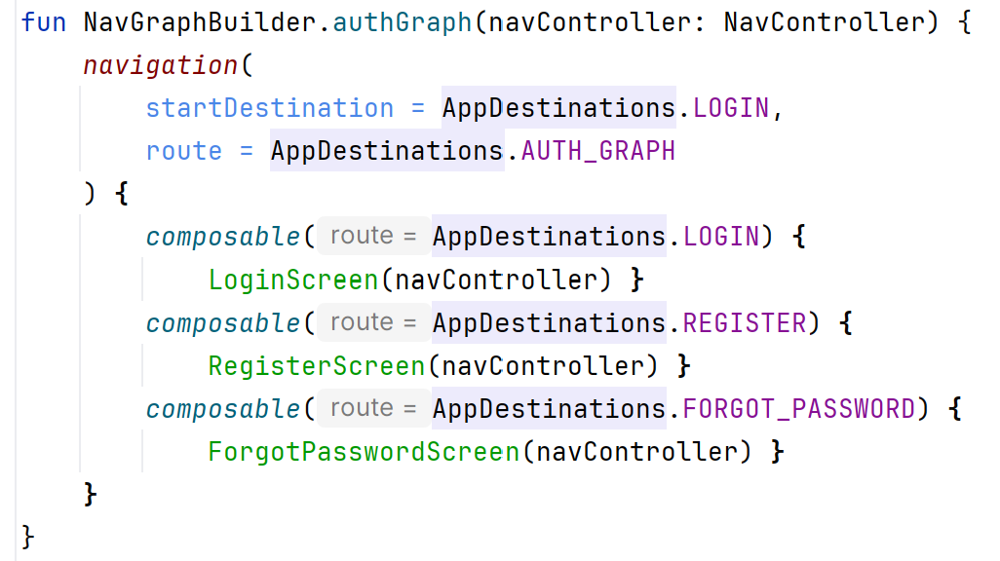 fun NavGraphBuilder.authGraph(navController: NavController) {
    navigation(
        startDestination = AppDestinations.LOGIN,
        route = AppDestinations.AUTH_GRAPH
    ) {
        composable( route = AppDestinations.LOGIN) {
            LoginScreen(navController) }
        composable( route = AppDestinations.REGISTER) {
            RegisterScreen(navController) }
        composable( route = AppDestinations.FORGOT_PASSWORD) {
            ForgotPasswordScreen(navController) }
    }
}